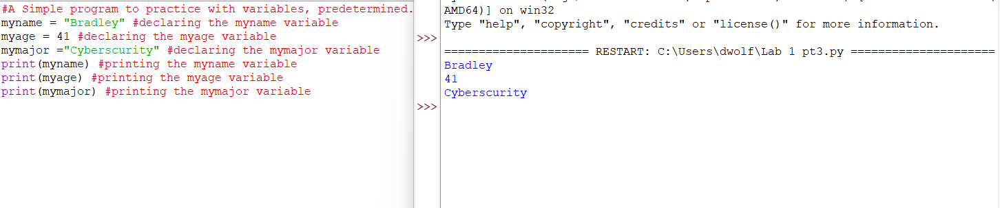 #A Simple program to practice with variables, predetermined.
myname = "Bradley" #declaring the myname variable
myage = 41 #declaring the myage variable
mymajor ="Cyberscurity" #declaring the mymajor variable
print(myname) #printing the myname variable
print(myage) #printing the myage variable
print(mymajor) #printing the mymajor variable
AMD64)] on win32
Type "help", "copyright", "credits" or "license()" for more information.
>>>
===================== RESTART: C:\Users\dwolf\Lab 1 pt3.py =====================
Bradley
41
Cyberscurity
>>>